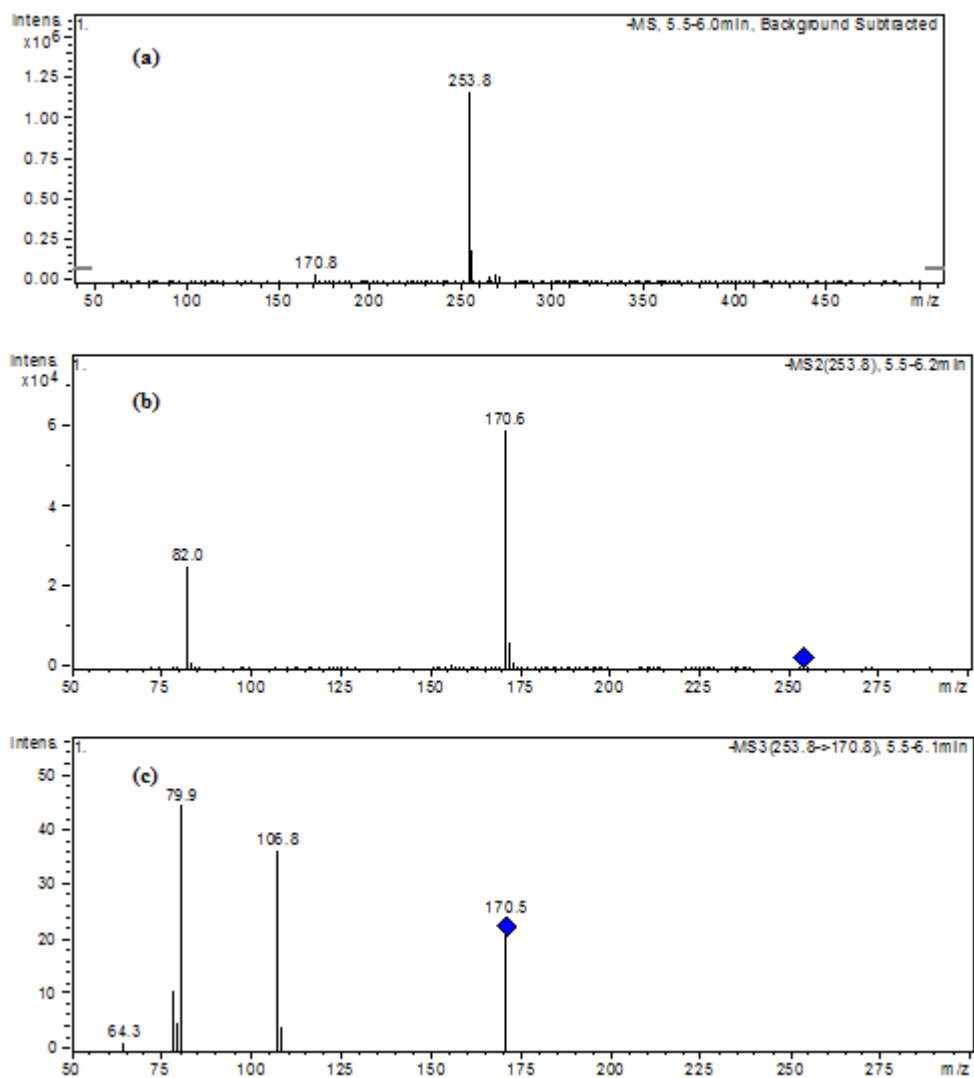 Intens. 1. -MS, 5.5-6.0min, Background Subtracted
x10⁶
(a)
253.8
1.25
1.00
0.75
0.50
0.25
170.8
0.00
50 100 150 200 250 300 350 400 450 m/z
Intens. 1. -MS2(253.8), 5.5-6.2min
x10⁴
(b)
170.6
6
4
82.0
2
0
50 75 100 125 150 175 200 225 250 275 m/z
Intens. 1. -MS3(253.8->170.8), 5.5-6.1min
50
(c)
79.9
40
106.8
30
170.5
20
10
64.3
0
50 75 100 125 150 175 200 225 250 275 m/z